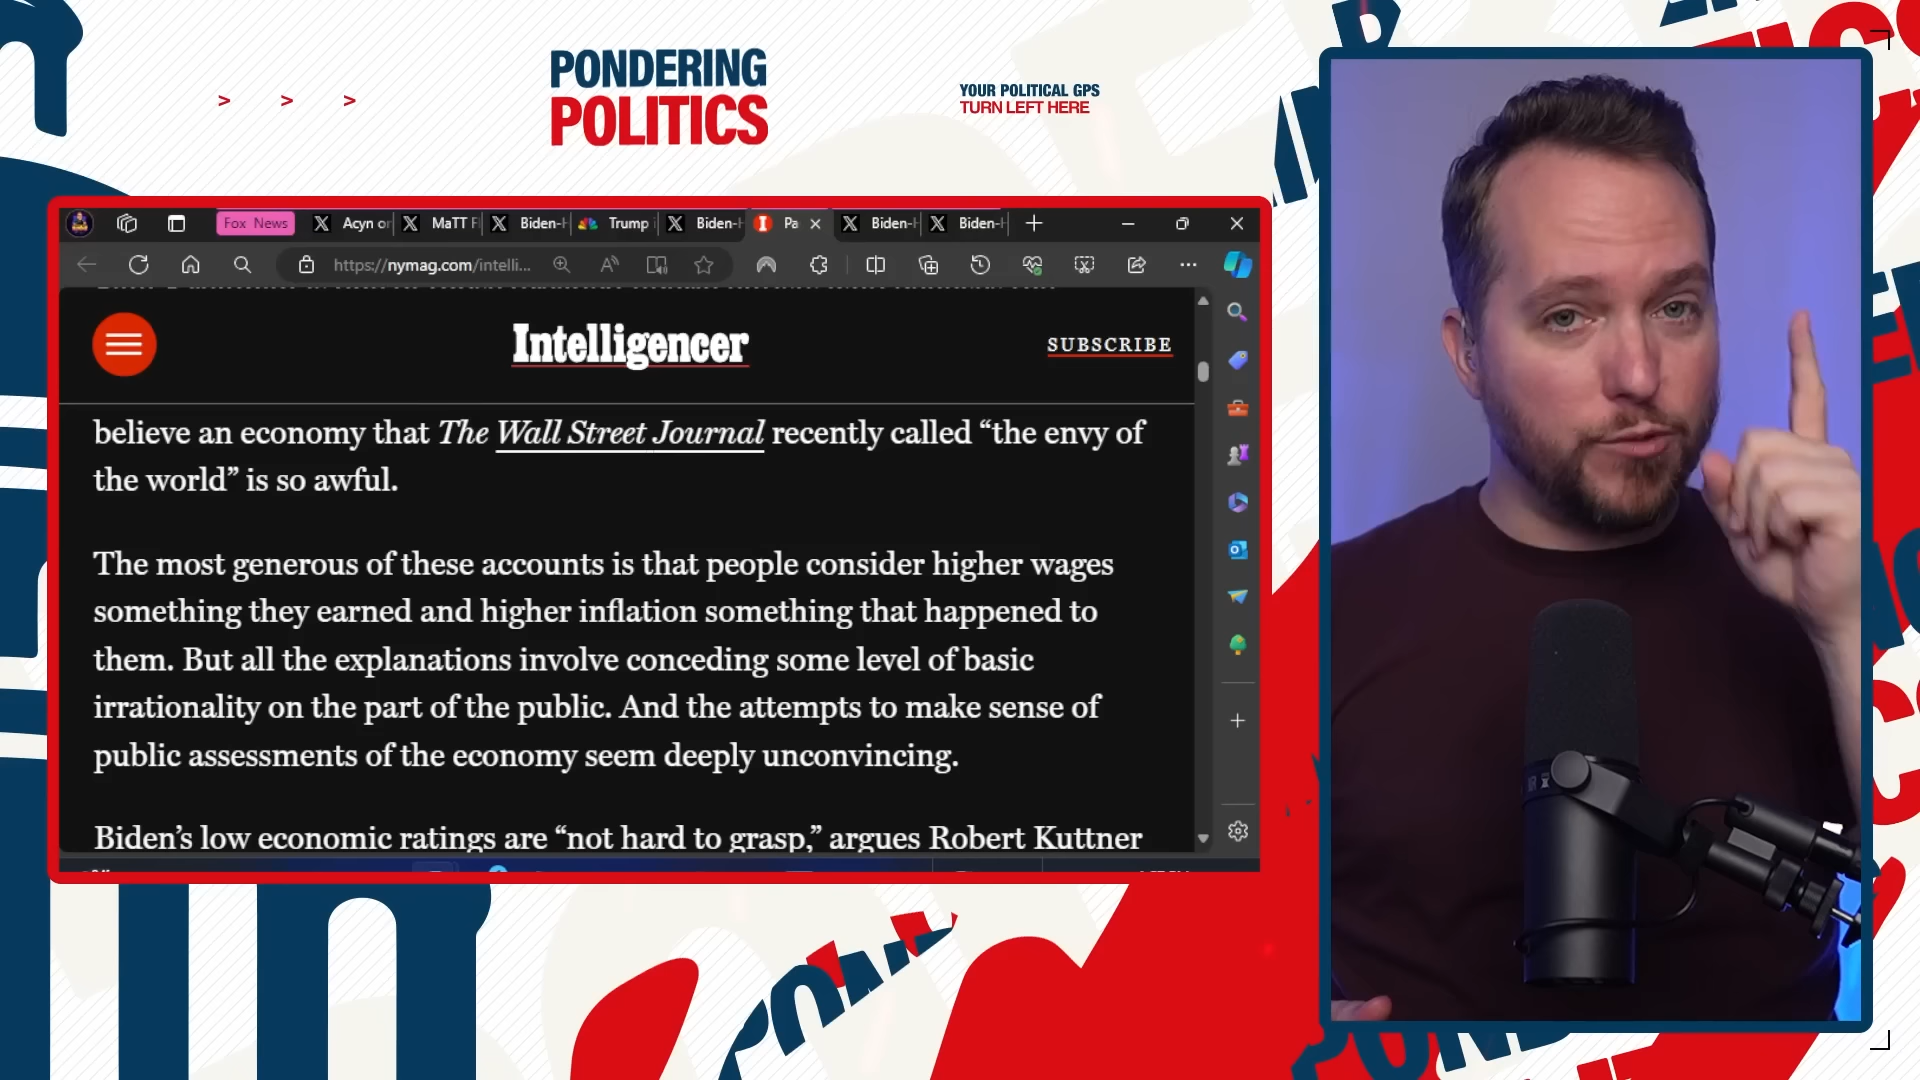 PONDERING
POLITICS
YOUR POLITICAL GPS
TURN LEFT HERE
> > >
Fox News
Acyn or
MaTT F
Biden-H
Trump i
Biden-H
Pa
Biden-H
Biden-H
https://nymag.com/intelli...
Intelligencer
SUBSCRIBE
believe an economy that The Wall Street Journal recently called “the envy of
the world” is so awful.
The most generous of these accounts is that people consider higher wages
something they earned and higher inflation something that happened to
them. But all the explanations involve conceding some level of basic
irrationality on the part of the public. And the attempts to make sense of
public assessments of the economy seem deeply unconvincing.
Biden’s low economic ratings are “not hard to grasp,” argues Robert Kuttner